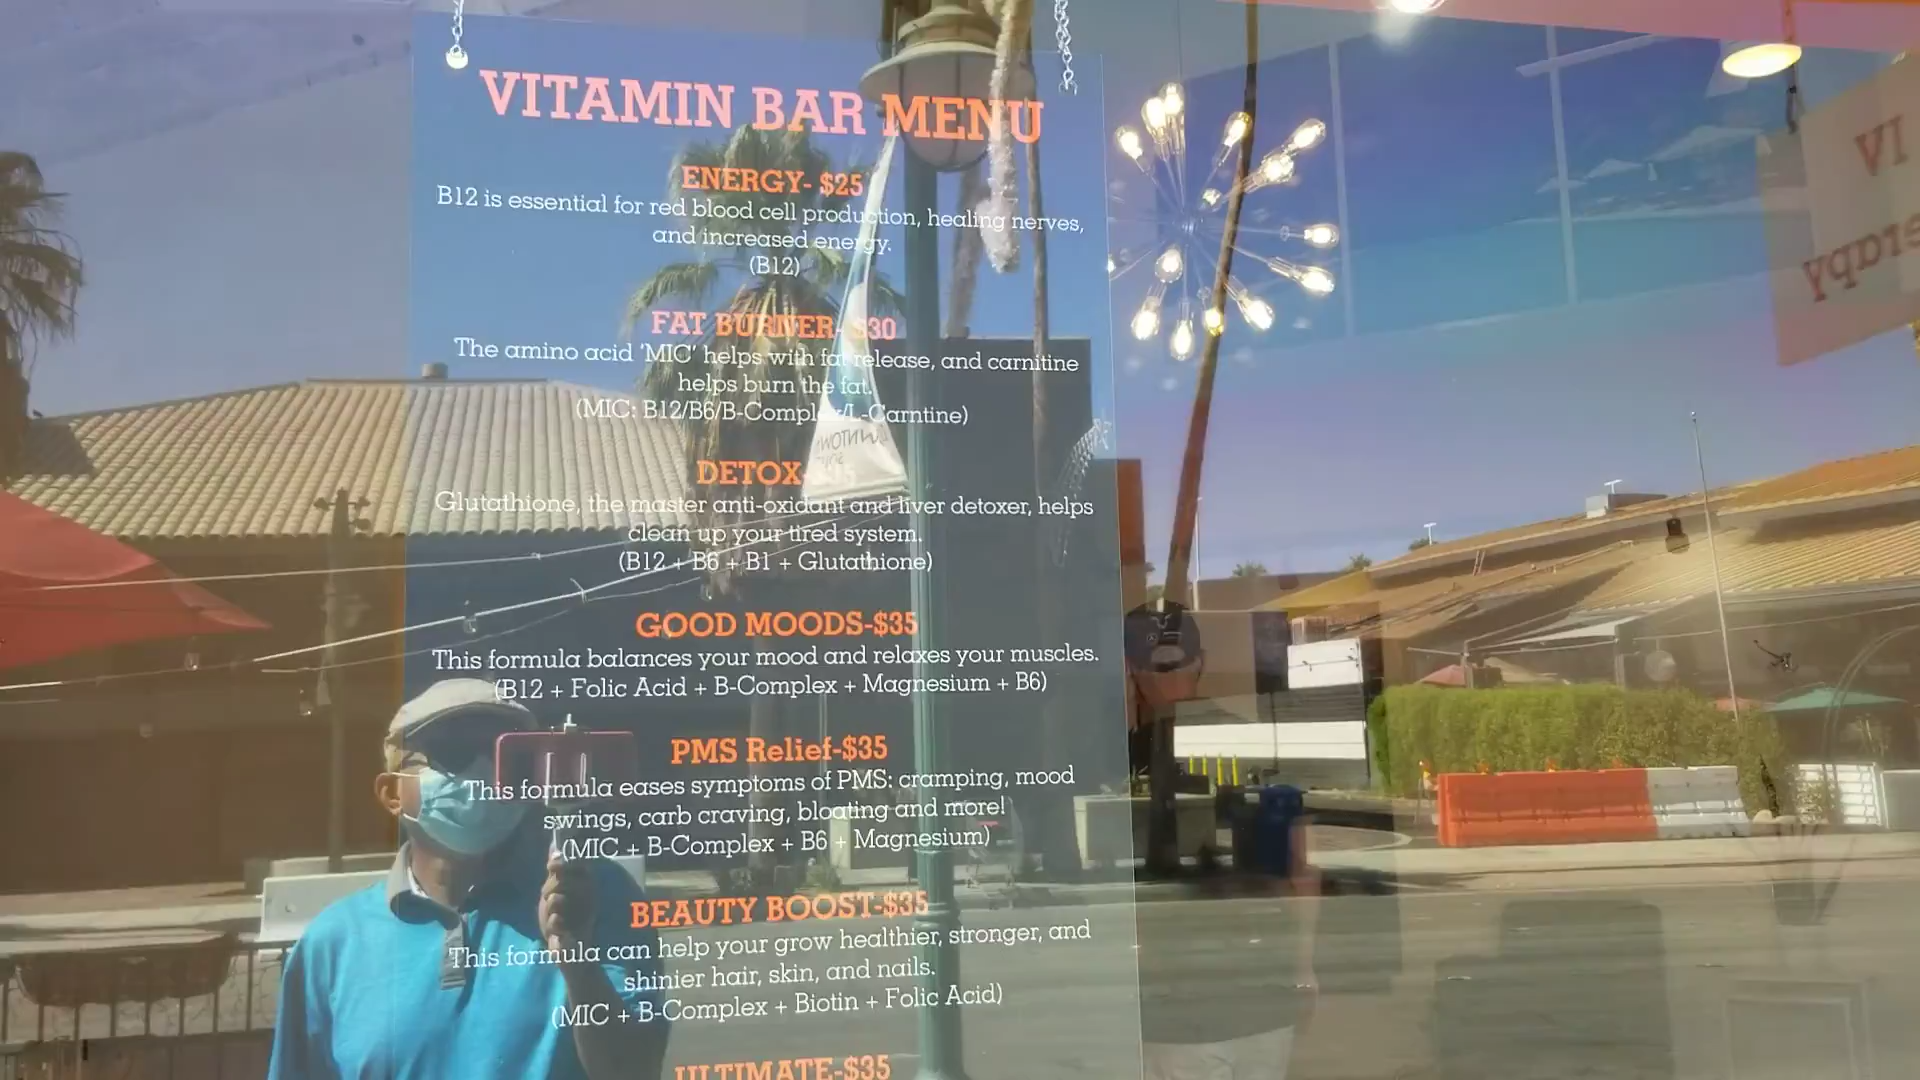 VITAMIN BAR MENU
ENERGY- $25
B12 is essential for red blood cell production, healing nerves,
and increased energy.
(B12)
FAT BURNER- $30
The amino acid 'MIC' helps with fat release, and carnitine
helps burn the fat.
(MIC: B12/B6/B-Complex/L-Carntine)
DETOX-
Glutathione, the master anti-oxidant and liver detoxer, helps
clean up your tired system.
(B12 + B6 + B1 + Glutathione)
GOOD MOODS-$35
This formula balances your mood and relaxes your muscles.
(B12 + Folic Acid + B-Complex + Magnesium + B6)
PMS Relief-$35
This formula eases symptoms of PMS: cramping, mood
swings, carb craving, bloating and more!
(MIC + B-Complex + B6 + Magnesium)
BEAUTY BOOST-$35
This formula can help your grow healthier, stronger, and
shinier hair, skin, and nails.
(MIC + B-Complex + Biotin + Folic Acid)
ULTIMATE-$35
IV